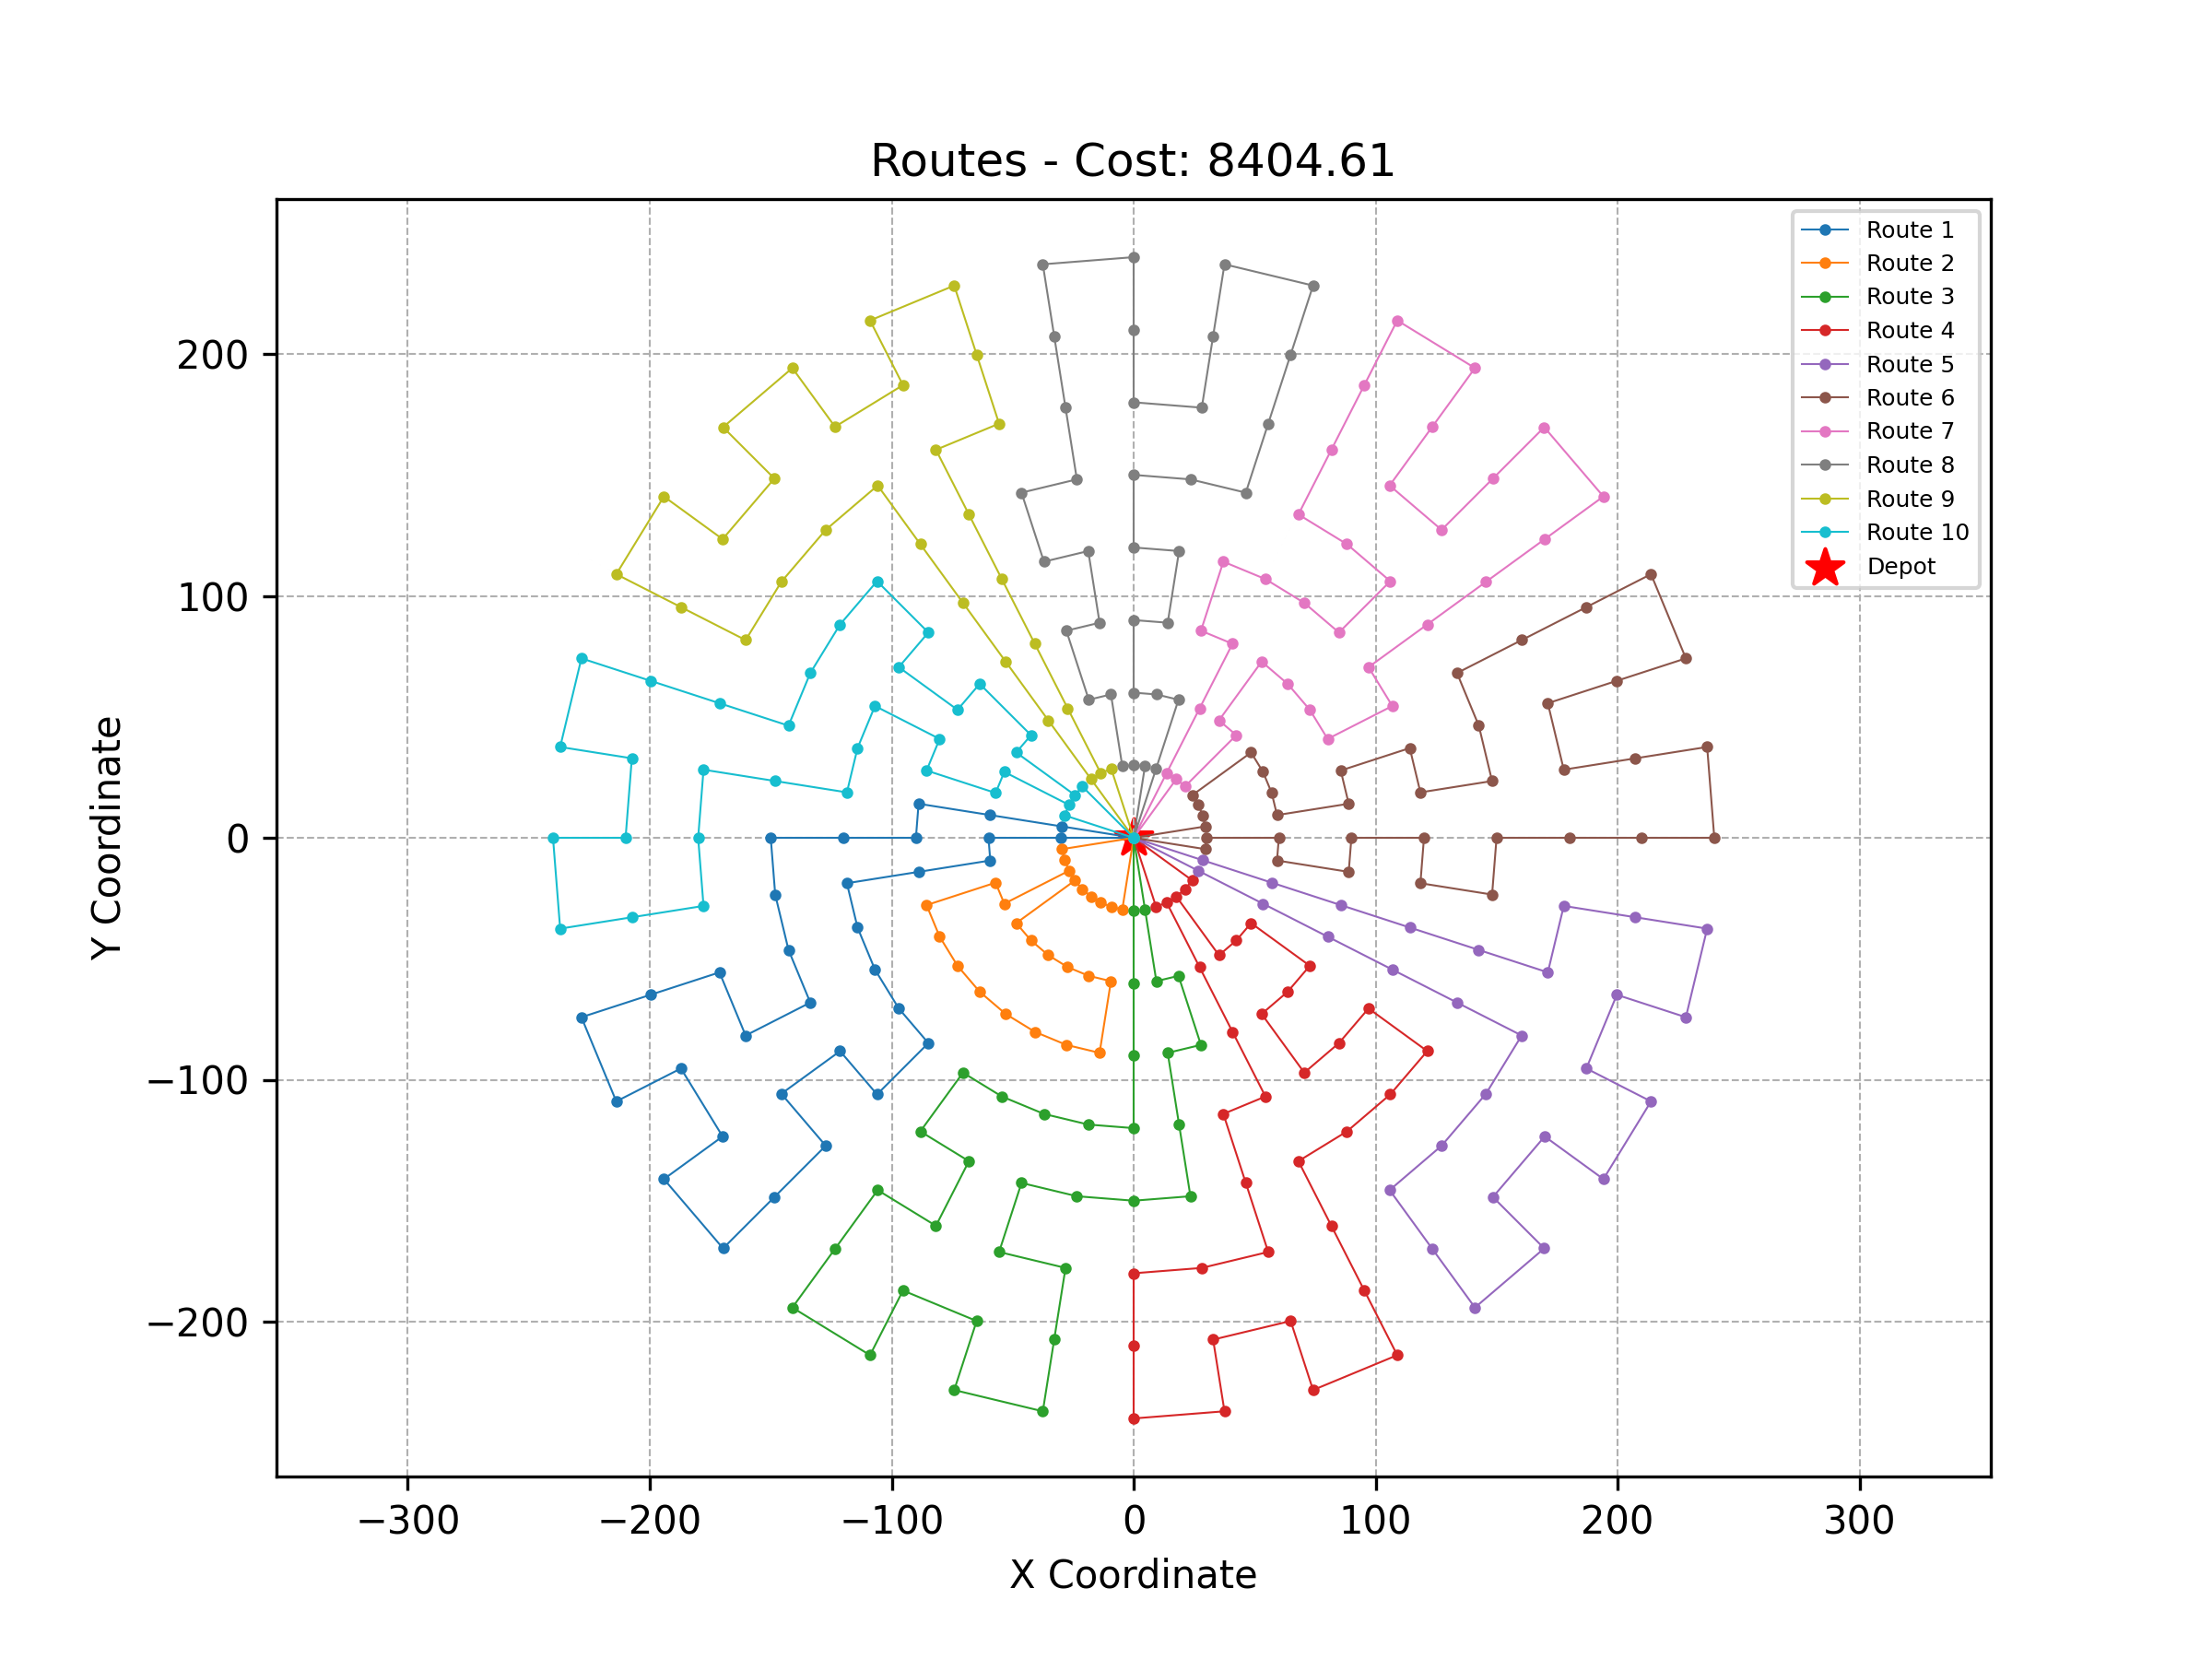 Routes - Cost: 8404.61
Route 1
Route 2
Route 3
Route 4
Route 5
Route 6
Route 7
Route 8
Route 9
Route 10
Depot
Y Coordinate
200
100
0
−100
−200
−300
−200
−100
0
100
200
300
X Coordinate